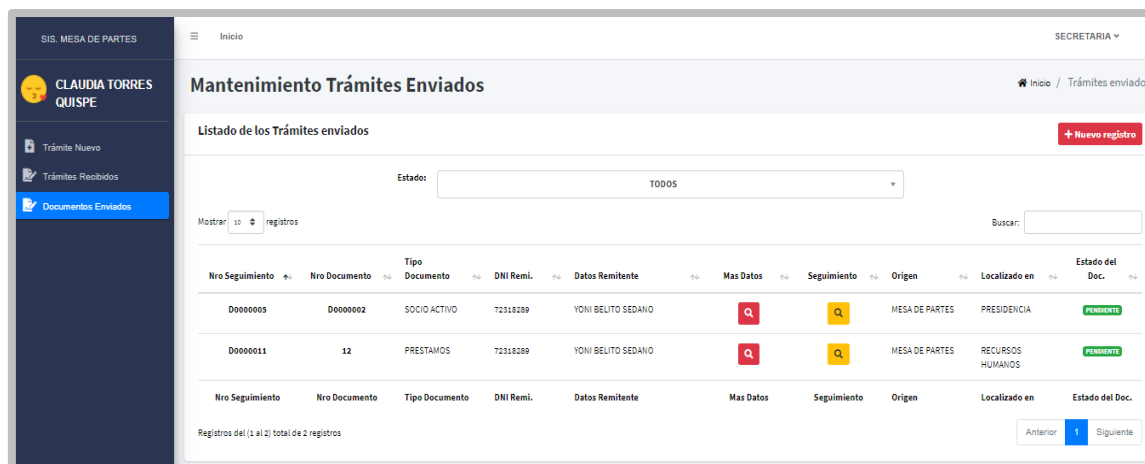 SIS. MESA DE PARTES
Inicio
SECRETARIA
CLAUDIA TORRES
QUISPE
Mantenimiento Trámites Enviados
Inicio / Trámites enviado
Trámite Nuevo
Trámites Recibidos
Documentos Enviados
Listado de los Trámites enviados
+ Nuevo registro
Estado: TODOS
Mostrar 10 registros
Buscar:
Nro Seguimiento Nro Documento Tipo Documento DNI Remi. Datos Remitente Mas Datos Seguimiento Origen Localizado en Estado del Doc.
D0000005 D0000002 SOCIO ACTIVO 72318289 YONI BELITO SEDANO MESA DE PARTES PRESIDENCIA PENDIENTE
D0000011 12 PRESTAMOS 72318289 YONI BELITO SEDANO MESA DE PARTES RECURSOS HUMANOS PENDIENTE
Nro Seguimiento Nro Documento Tipo Documento DNI Remi. Datos Remitente Mas Datos Seguimiento Origen Localizado en Estado del Doc.
Registros del (1 al 2) total de 2 registros
Anterior 1 Siguiente